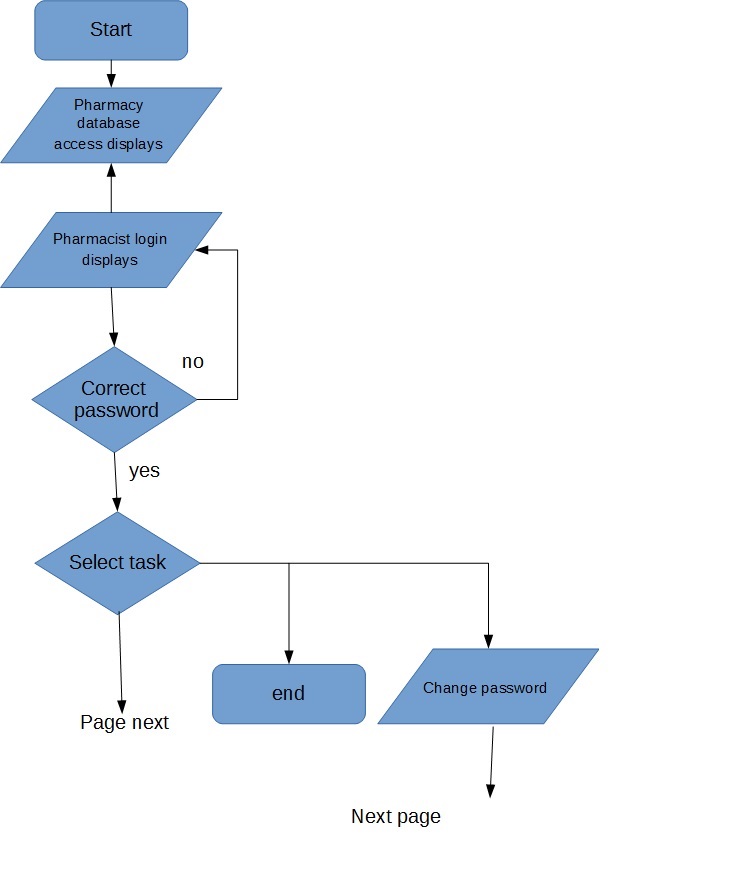 Start
Pharmacy
database
access displays
Pharmacist login
displays
no
Correct
password
yes
Select task
end
Change password
Page next
Next page